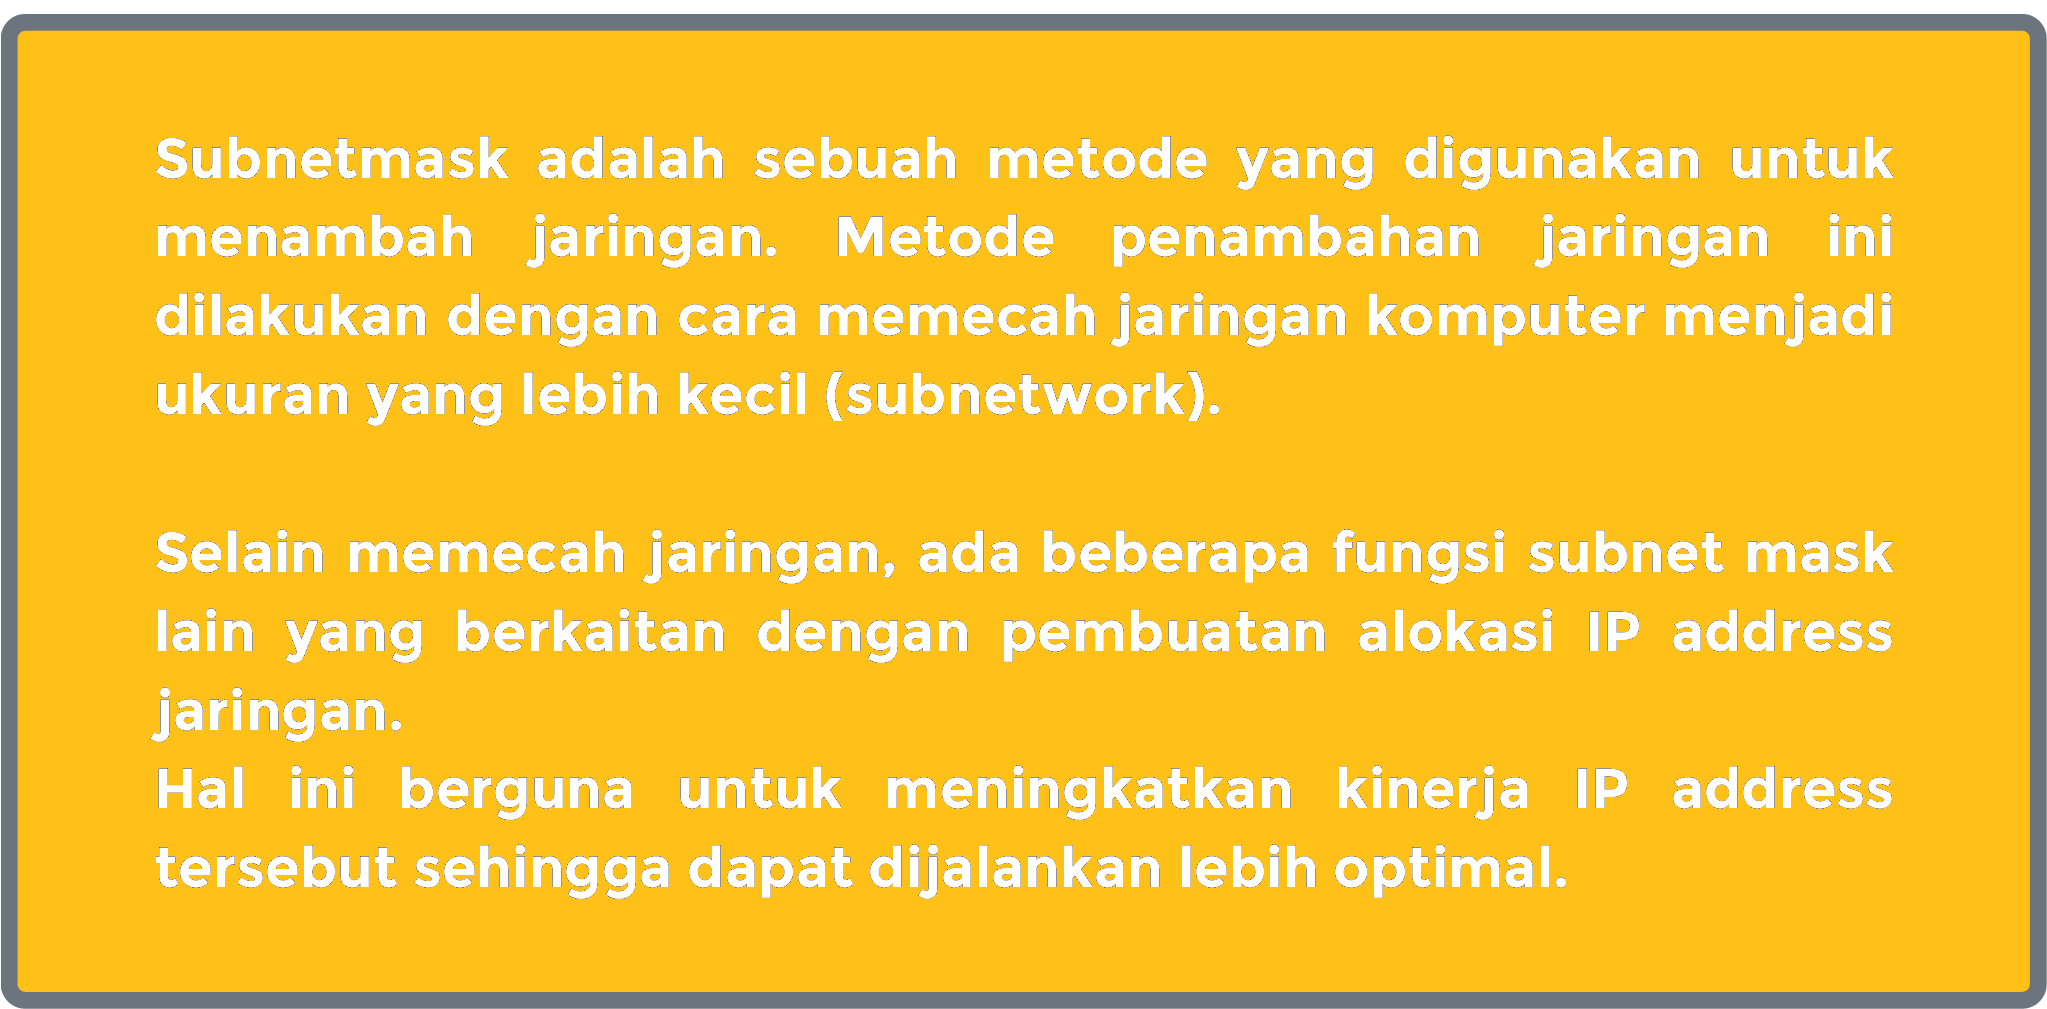 Subnetmask adalah sebuah metode yang digunakan untuk
menambah jaringan. Metode penambahan jaringan ini
dilakukan dengan cara memecah jaringan komputer menjadi
ukuran yang lebih kecil (subnetwork).
Selain memecah jaringan, ada beberapa fungsi subnet mask
lain yang berkaitan dengan pembuatan alokasi IP address
jaringan.
Hal ini berguna untuk meningkatkan kinerja IP address
tersebut sehingga dapat dijalankan lebih optimal.